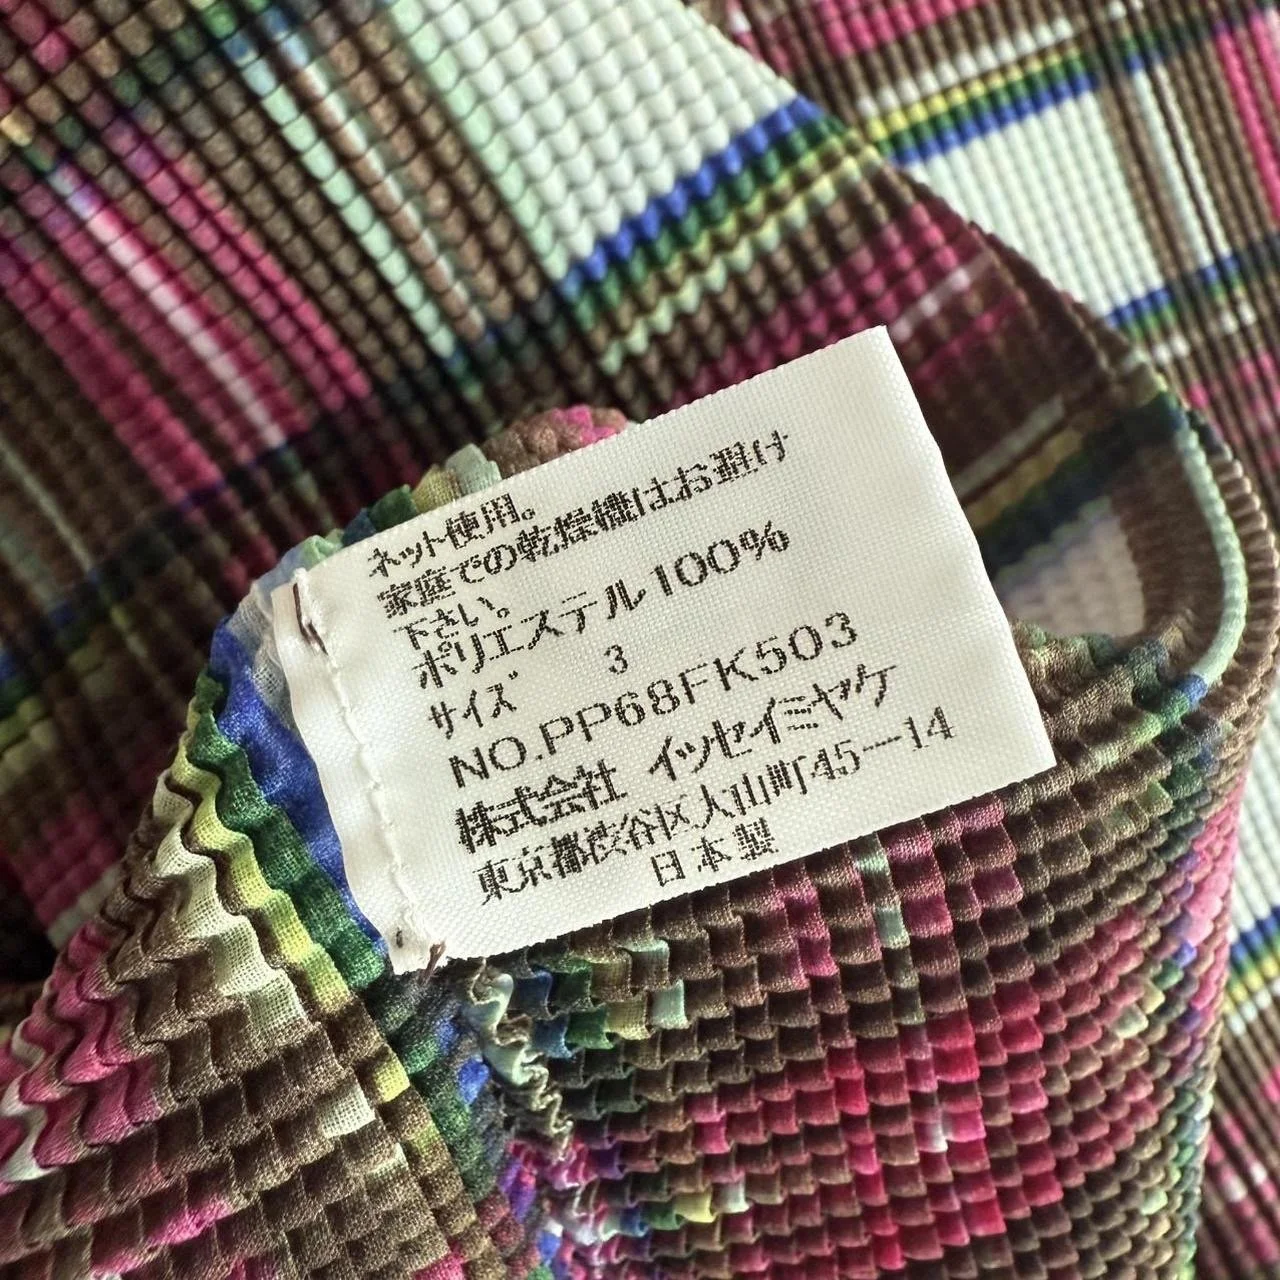 ネット使用。
家庭での乾燥機はお避け
下さい。
ポリエステル100%
サイズ 3
NO.PP68FK503
株式会社 イッセイミヤケ
東京都渋谷区大山町45-14
日本製